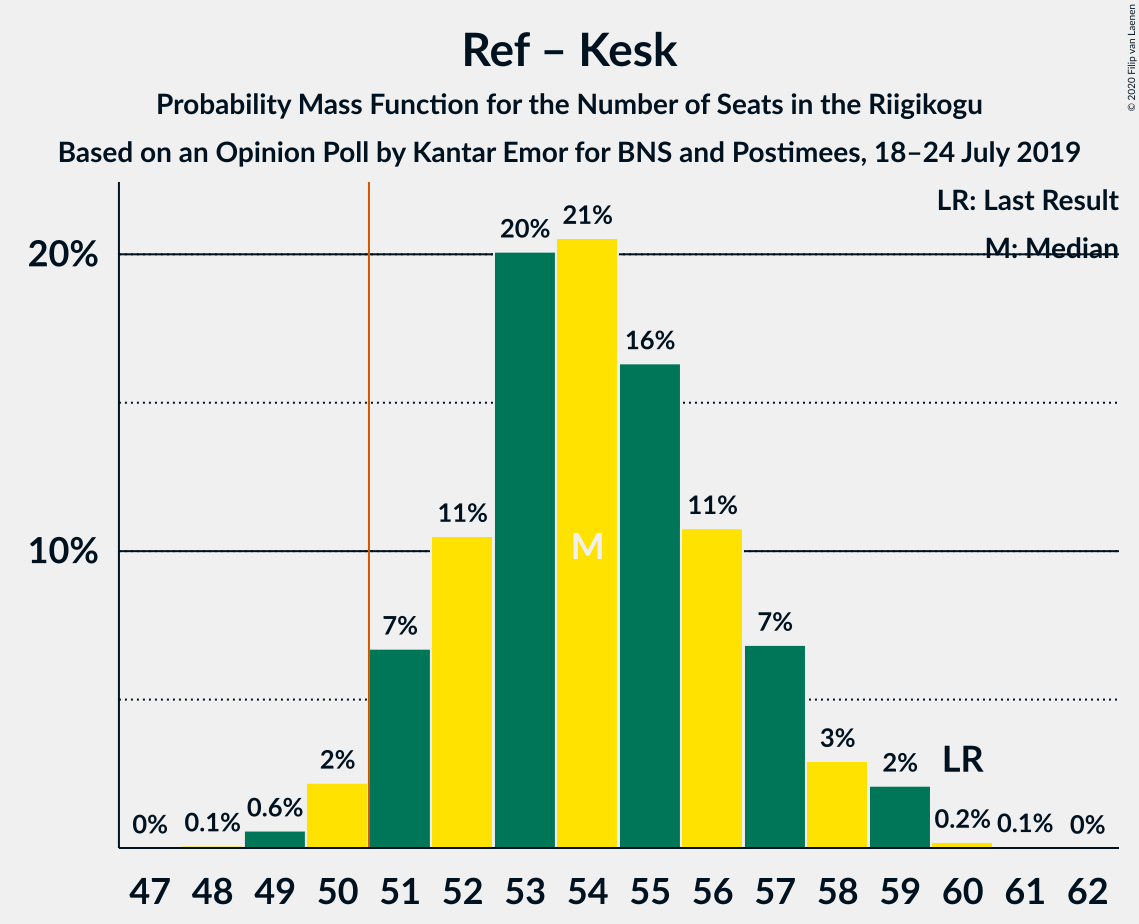 Ref – Kesk
Probability Mass Function for the Number of Seats in the Riigikogu
Based on an Opinion Poll by Kantar Emor for BNS and Postimees, 18–24 July 2019
© 2020 Filip van Laenen
LR: Last Result
M: Median
20%
10%
0% 0.1% 0.6% 2% 7% 11% 20% 21% 16% 11% 7% 3% 2% 0.2% 0.1% 0%
M
LR
47 48 49 50 51 52 53 54 55 56 57 58 59 60 61 62